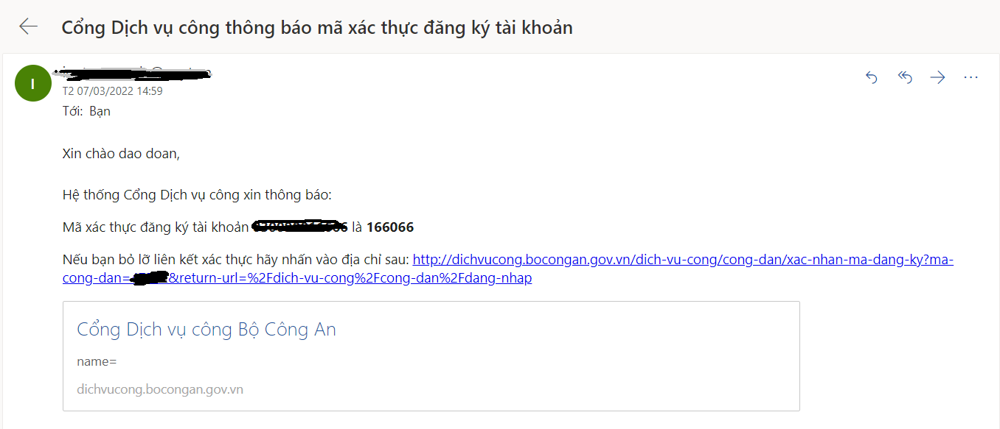 Cổng Dịch vụ công thông báo mã xác thực đăng ký tài khoản
I
T2 07/03/2022 14:59
Tới: Bạn
Xin chào dao doan,
Hệ thống Cổng Dịch vụ công xin thông báo:
Mã xác thực đăng ký tài khoản là 166066
Nếu bạn bỏ lỡ liên kết xác thực hãy nhấn vào địa chỉ sau: http://dichvucong.bocongan.gov.vn/dich-vu-cong/cong-dan/xac-nhan-ma-dang-ky?ma-
cong-dan= &return-url=%2Fdich-vu-cong%2Fcong-dan%2Fdang-nhap
Cổng Dịch vụ công Bộ Công An
name=
dichvucong.bocongan.gov.vn